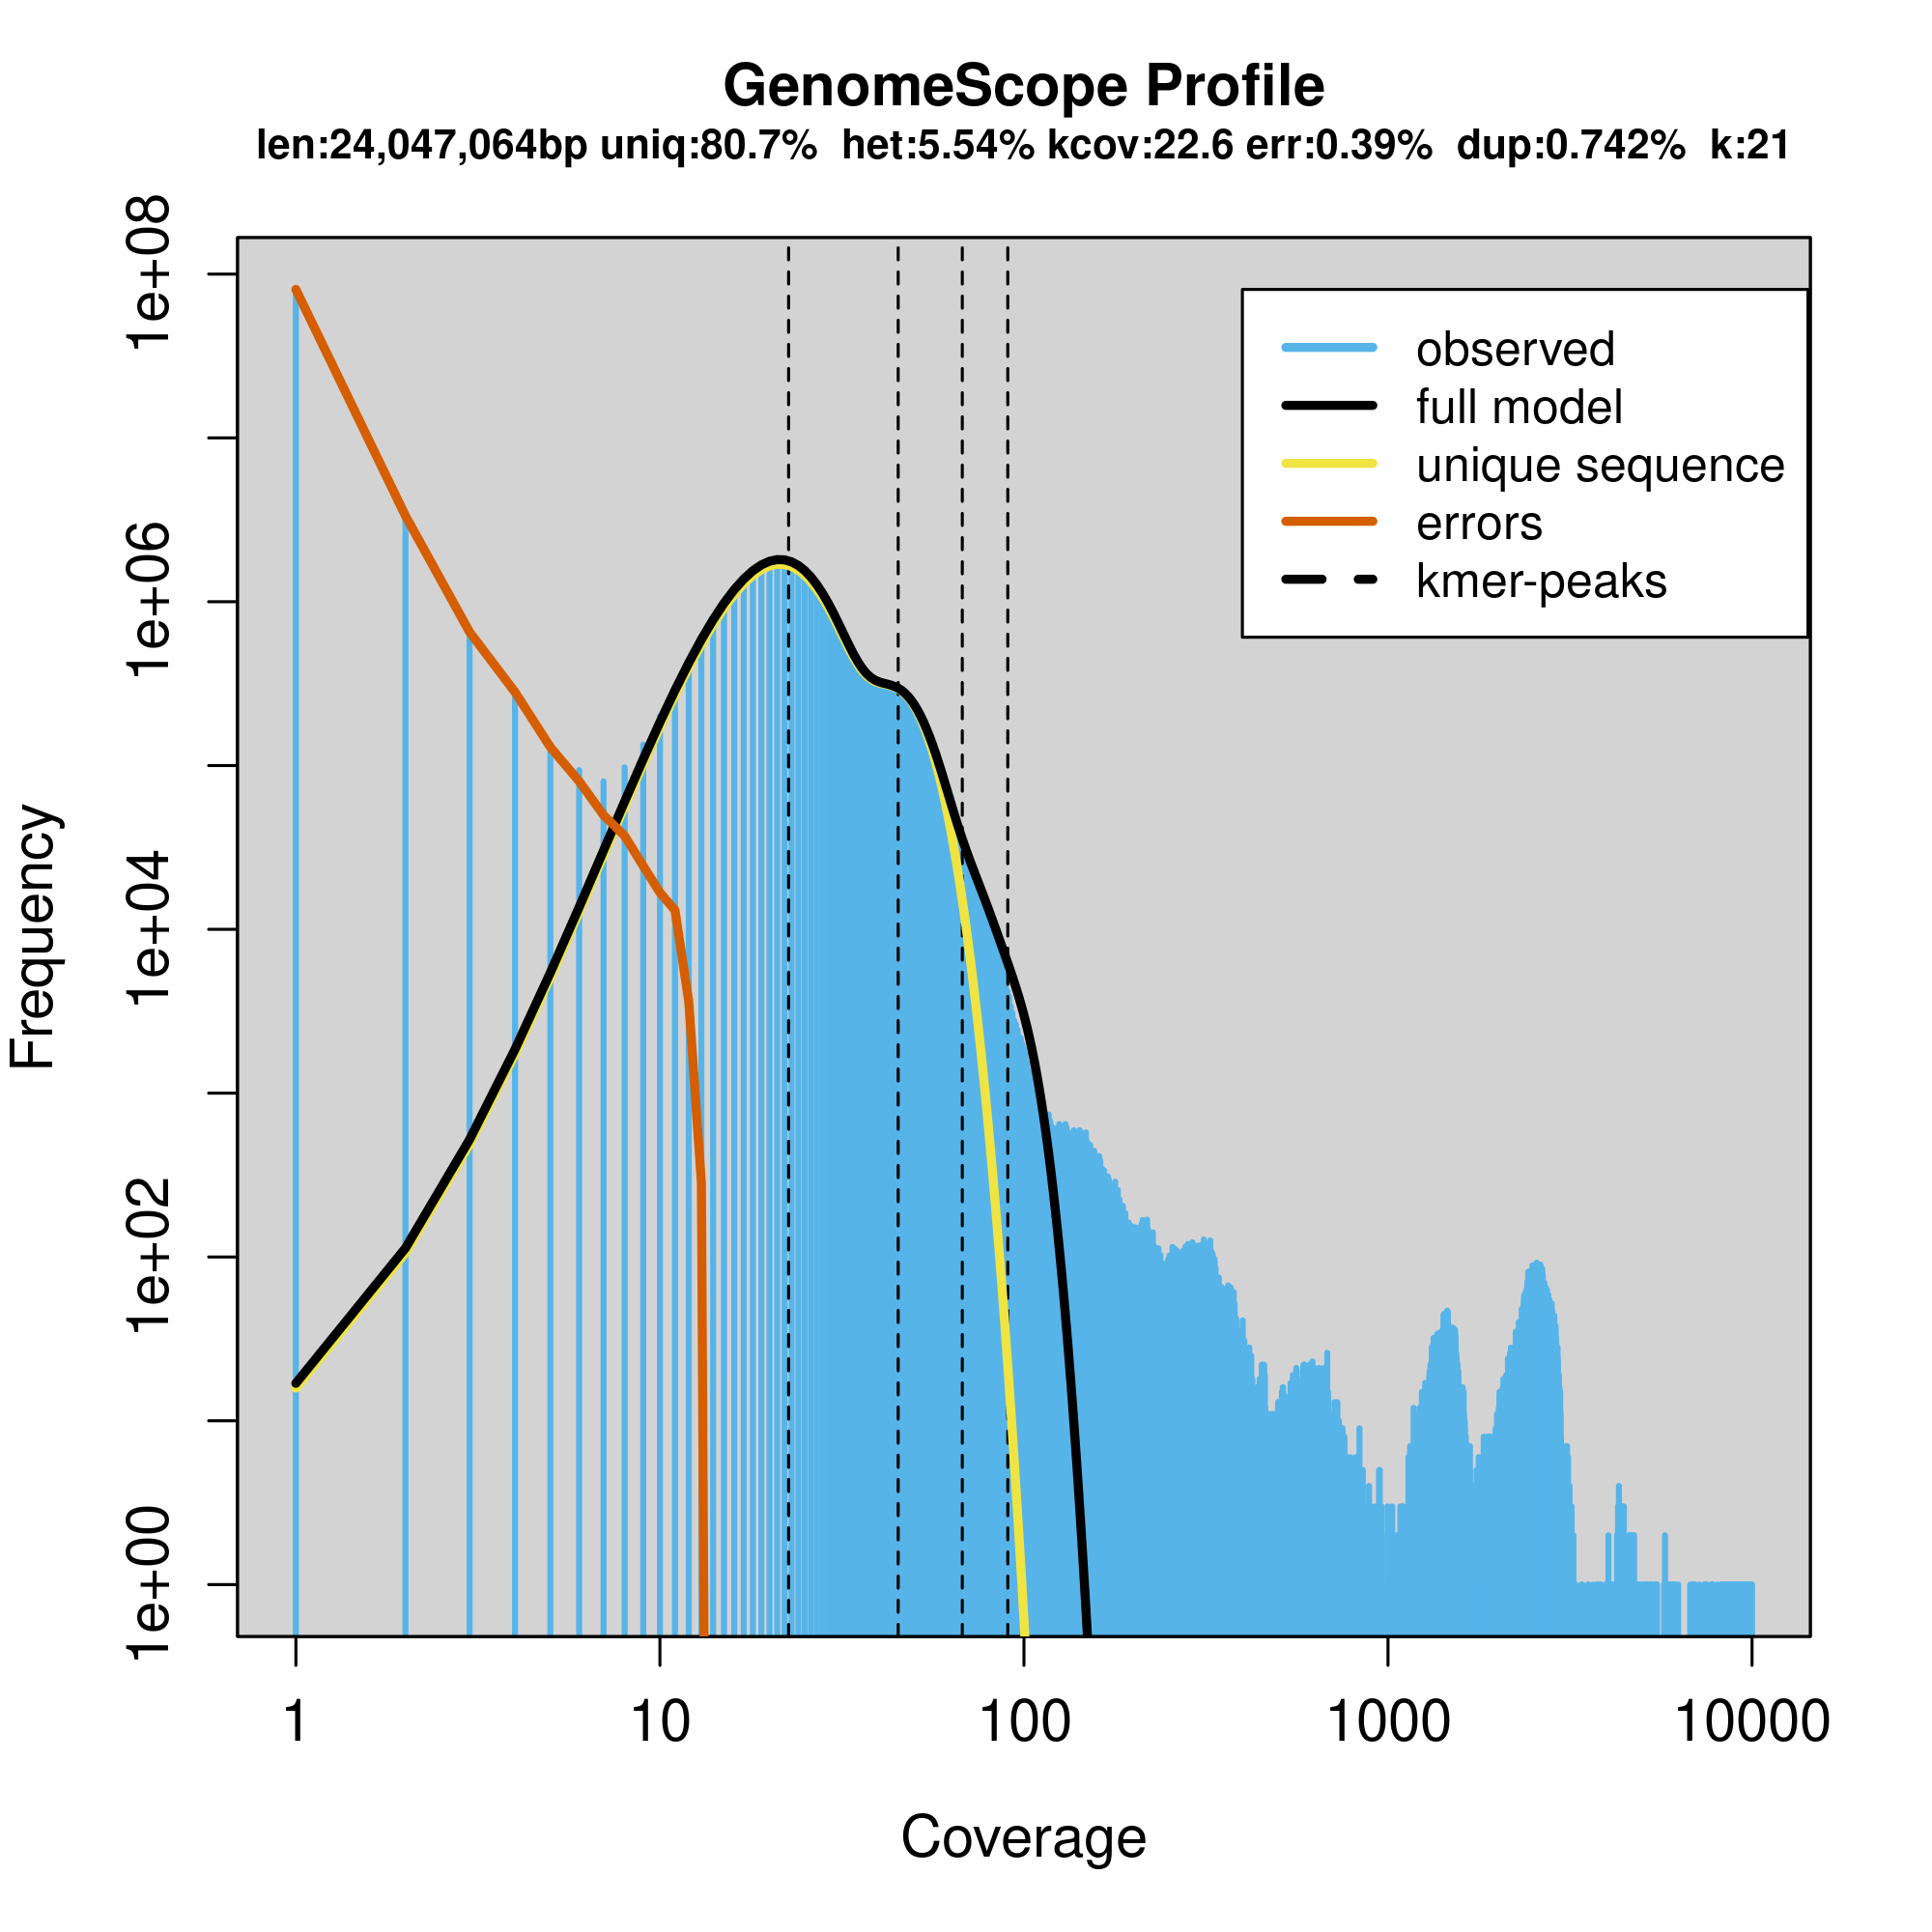 GenomeScope Profile
len:24,047,064bp uniq:80.7% het:5.54% kcov:22.6 err:0.39% dup:0.742% k:21
Frequency
1e+08
1e+06
1e+04
1e+02
1e+00
observed
full model
unique sequence
errors
kmer-peaks
1 10 100 1000 10000
Coverage